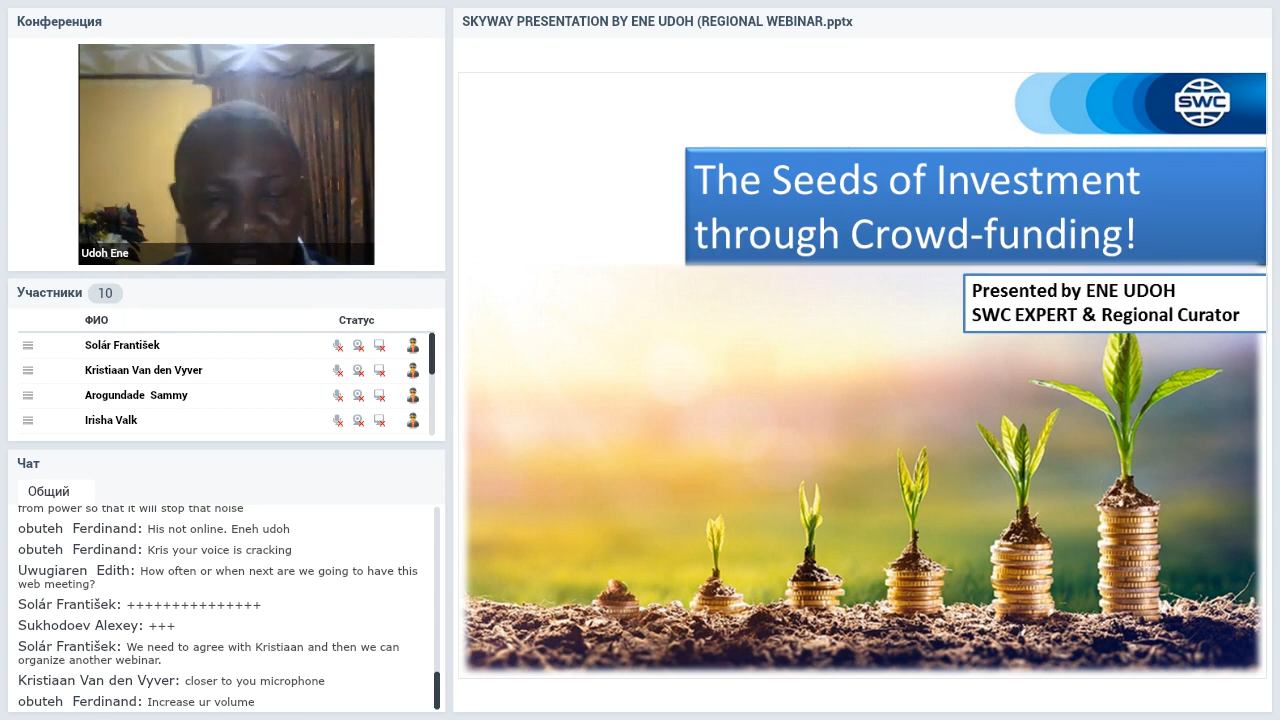 Конференция
Udoh Ene
Участники 10
ФИО Статус
Solár František
Kristiaan Van den Vyver
Arogundade Sammy
Irisha Valk
Чат
Общий
from power so that it will stop that noise
obuteh Ferdinand: His not online. Eneh udoh
obuteh Ferdinand: Kris your voice is cracking
Uwugiaren Edith: How often or when next are we going to have this
web meeting?
Solár František: +++++++++++++++
Sukhodoev Alexey: +++
Solár František: We need to agree with Kristiaan and then we can
organize another webinar.
Kristiaan Van den Vyver: closer to you microphone
obuteh Ferdinand: Increase ur volume
SKYWAY PRESENTATION BY ENE UDOH (REGIONAL WEBINAR.pptx
SWC
The Seeds of Investment
through Crowd-funding!
Presented by ENE UDOH
SWC EXPERT & Regional Curator